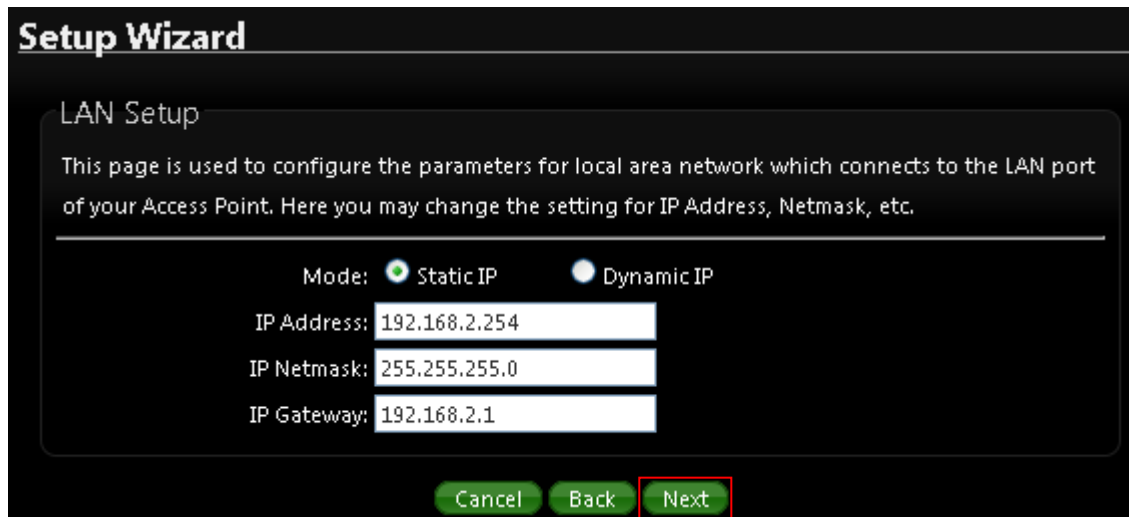 Setup Wizard
LAN Setup
This page is used to configure the parameters for local area network which connects to the LAN port
of your Access Point. Here you may change the setting for IP Address, Netmask, etc.
Mode: Static IP Dynamic IP
IP Address: 192.168.2.254
IP Netmask: 255.255.255.0
IP Gateway: 192.168.2.1
Cancel Back Next